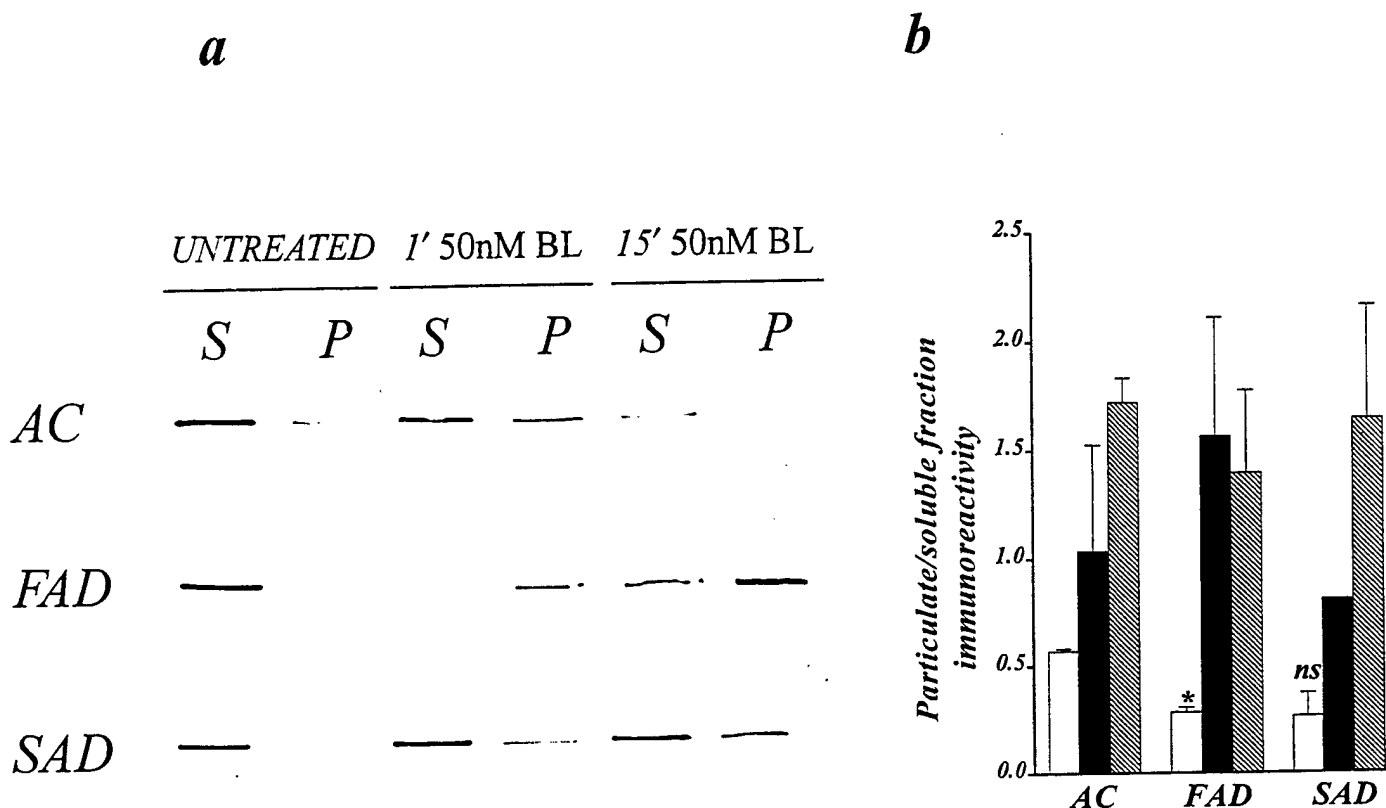 a
b
UNTREATED 1′ 50nM BL 15′ 50nM BL
S P S P S P
AC
FAD
SAD
Particulate/soluble fraction
immunoreactivity
2.5
2.0
1.5
1.0
0.5
0.0
*
ns
AC FAD SAD